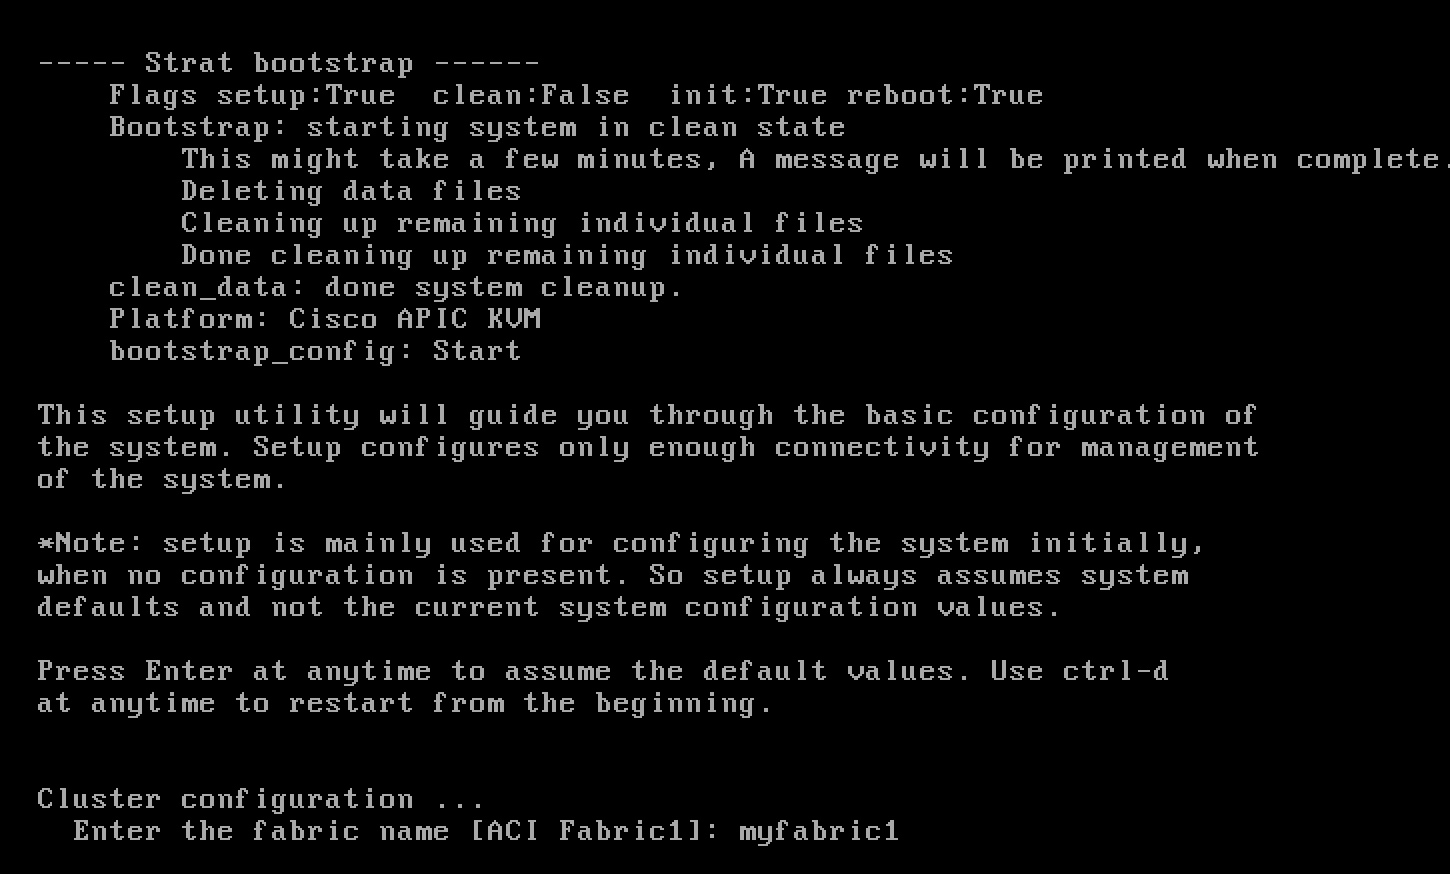 ----- Strat bootstrap ------
Flags setup:True  clean:False  init:True reboot:True
Bootstrap: starting system in clean state
This might take a few minutes, A message will be printed when complete.
Deleting data files
Cleaning up remaining individual files
Done cleaning up remaining individual files
clean_data: done system cleanup.
Platform: Cisco APIC KVM
bootstrap_config: Start
This setup utility will guide you through the basic configuration of
the system. Setup configures only enough connectivity for management
of the system.
*Note: setup is mainly used for configuring the system initially,
when no configuration is present. So setup always assumes system
defaults and not the current system configuration values.
Press Enter at anytime to assume the default values. Use ctrl-d
at anytime to restart from the beginning.
Cluster configuration ...
Enter the fabric name [ACI Fabric1]: myfabric1